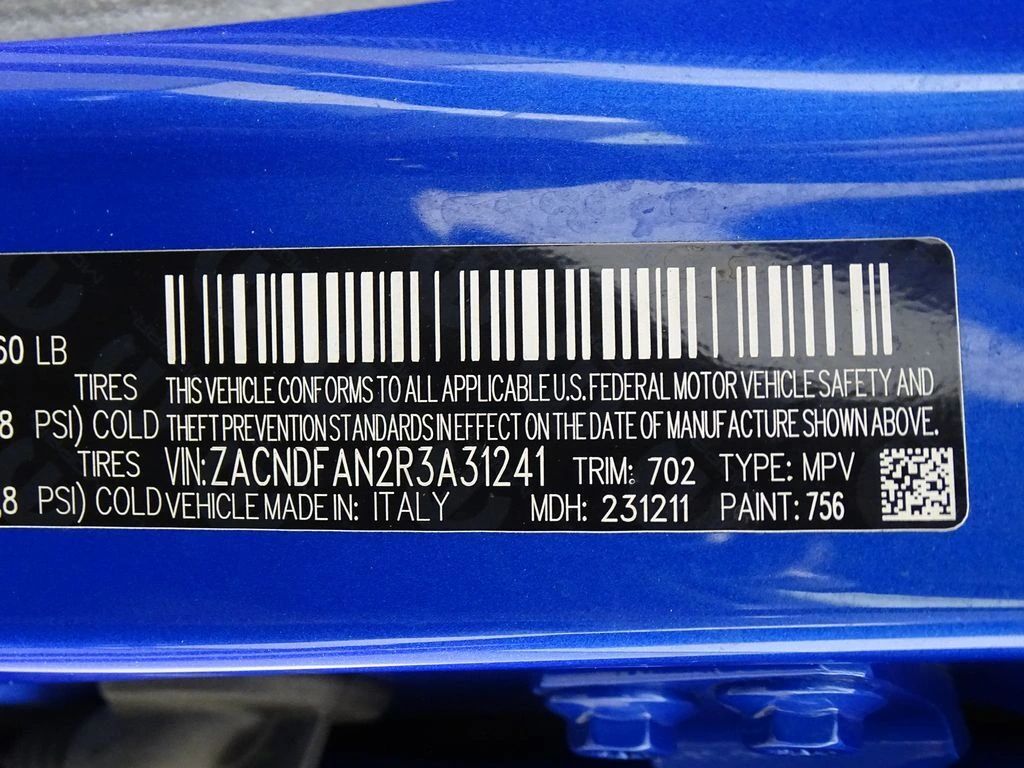 60 LB
TIRES THIS VEHICLE CONFORMS TO ALL APPLICABLE U.S. FEDERAL MOTOR VEHICLE SAFETY AND
8 PSI) COLD THEFT PREVENTION STANDARDS IN EFFECT ON THE DATE OF MANUFACTURE SHOWN ABOVE.
TIRES VIN: ZACNDFAN2R3A31241 TRIM: 702 TYPE: MPV
,8 PSI) COLD VEHICLE MADE IN: ITALY MDH: 231211 PAINT: 756